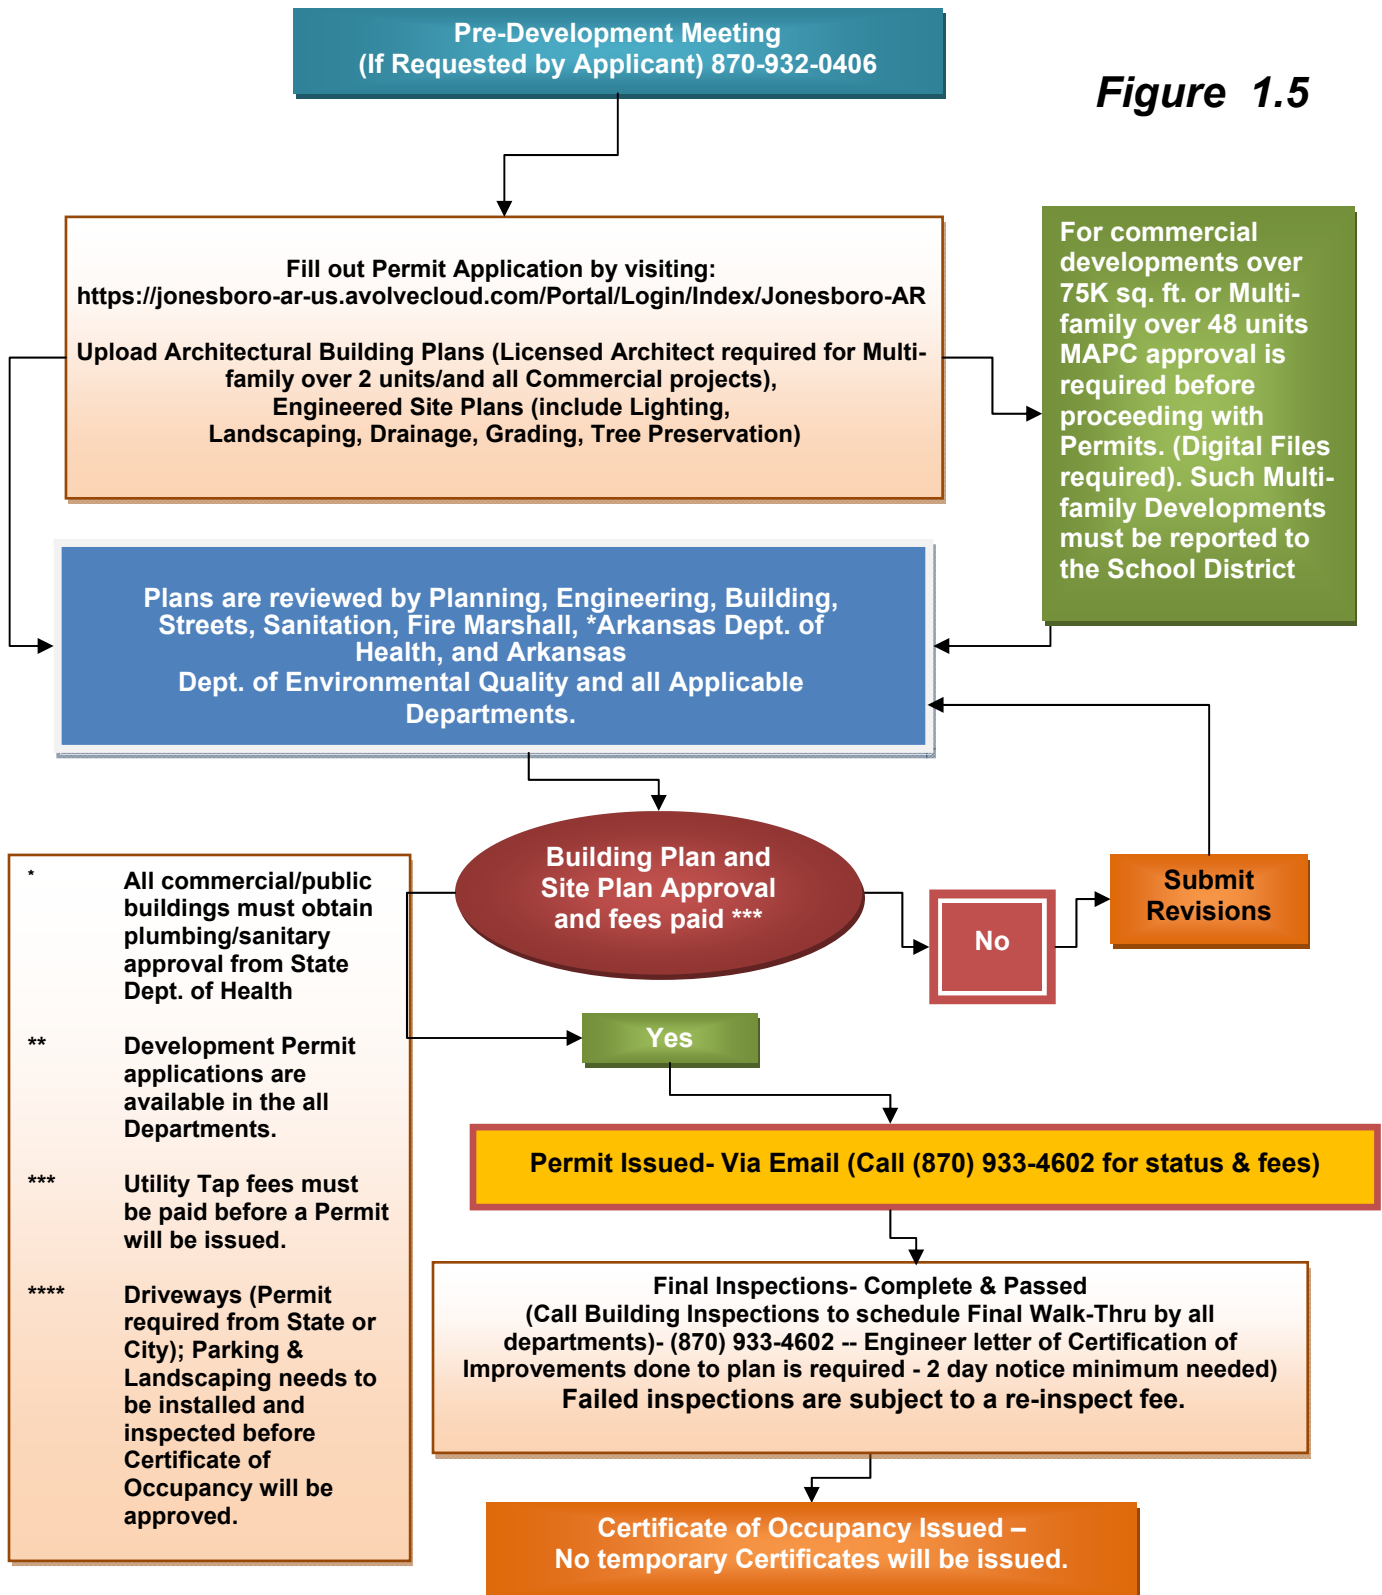 Pre-Development Meeting
(If Requested by Applicant) 870-932-0406
Figure 1.5
Fill out Permit Application by visiting:
https://jonesboro-ar-us.avolvecloud.com/Portal/Login/Index/Jonesboro-AR
Upload Architectural Building Plans (Licensed Architect required for Multi-
family over 2 units/and all Commercial projects),
Engineered Site Plans (include Lighting,
Landscaping, Drainage, Grading, Tree Preservation)
For commercial
developments over
75K sq. ft. or Multi-
family over 48 units
MAPC approval is
required before
proceeding with
Permits. (Digital Files
required). Such Multi-
family Developments
must be reported to
the School District
Plans are reviewed by Planning, Engineering, Building,
Streets, Sanitation, Fire Marshall, *Arkansas Dept. of
Health, and Arkansas
Dept. of Environmental Quality and all Applicable
Departments.
Building Plan and
Site Plan Approval
and fees paid ***
No
Submit
Revisions
Yes
* All commercial/public
buildings must obtain
plumbing/sanitary
approval from State
Dept. of Health
** Development Permit
applications are
available in the all
Departments.
*** Utility Tap fees must
be paid before a Permit
will be issued.
**** Driveways (Permit
required from State or
City); Parking &
Landscaping needs to
be installed and
inspected before
Certificate of
Occupancy will be
approved.
Permit Issued- Via Email (Call (870) 933-4602 for status & fees)
Final Inspections- Complete & Passed
(Call Building Inspections to schedule Final Walk-Thru by all
departments)- (870) 933-4602 -- Engineer letter of Certification of
Improvements done to plan is required - 2 day notice minimum needed)
Failed inspections are subject to a re-inspect fee.
Certificate of Occupancy Issued –
No temporary Certificates will be issued.